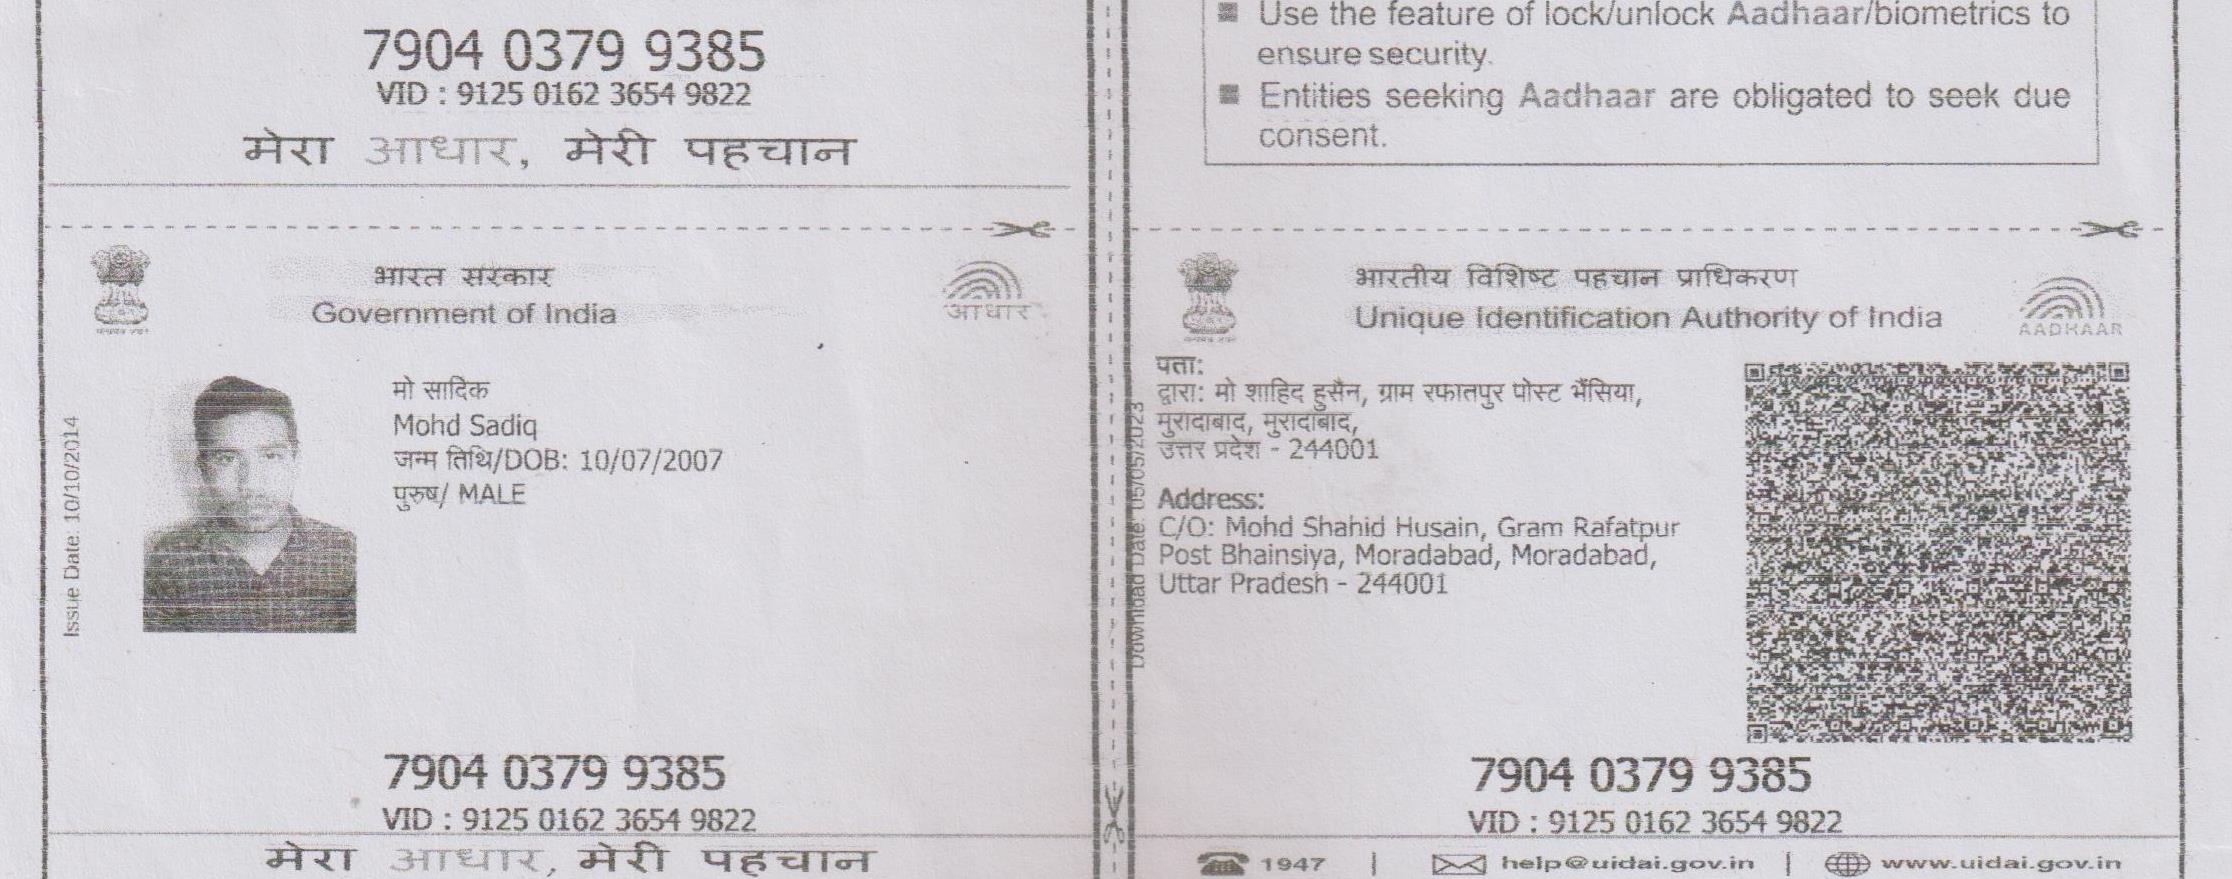 7904 0379 9385
VID : 9125 0162 3654 9822
मेरा आधार, मेरी पहचान
Use the feature of lock/unlock Aadhaar/biometrics to
ensure security.
Entities seeking Aadhaar are obligated to seek due
consent.
भारत सरकार
Government of India
आधार
Issue Date: 10/10/2014
मो सादिक
Mohd Sadiq
जन्म तिथि/DOB: 10/07/2007
पुरुष/ MALE
7904 0379 9385
VID : 9125 0162 3654 9822
मेरा आधार, मेरी पहचान
भारतीय विशिष्ट पहचान प्राधिकरण
Unique Identification Authority of India
AADHAAR
Download Date: 05/05/2023
पता:
द्वारा: मो शाहिद हुसैन, ग्राम रफातपुर पोस्ट भैंसिया,
मुरादाबाद, मुरादाबाद,
उत्तर प्रदेश - 244001
Address:
C/O: Mohd Shahid Husain, Gram Rafatpur
Post Bhainsiya, Moradabad, Moradabad,
Uttar Pradesh - 244001
7904 0379 9385
VID : 9125 0162 3654 9822
1947 | help@uidai.gov.in | www.uidai.gov.in